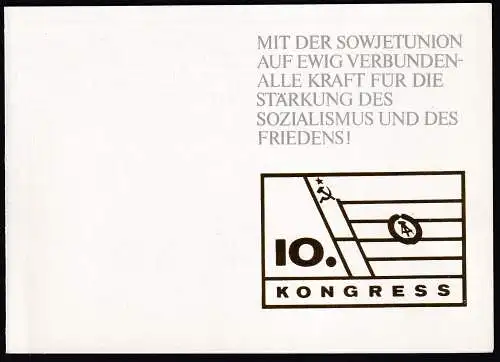 MIT DER SOWJETUNION
AUF EWIG VERBUNDEN-
ALLE KRAFT FÜR DIE
STÄRKUNG DES
SOZIALISMUS UND DES
FRIEDENS!
10.
KONGRESS